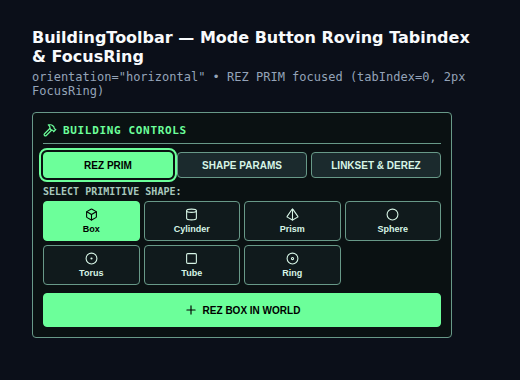 BuildingToolbar — Mode Button Roving Tabindex
& FocusRing
orientation="horizontal" • REZ PRIM focused (tabIndex=0, 2px
FocusRing)
BUILDING CONTROLS
REZ PRIM SHAPE PARAMS LINKSET & DEREZ
SELECT PRIMITIVE SHAPE:
Box Cylinder Prism Sphere
Torus Tube Ring
REZ BOX IN WORLD